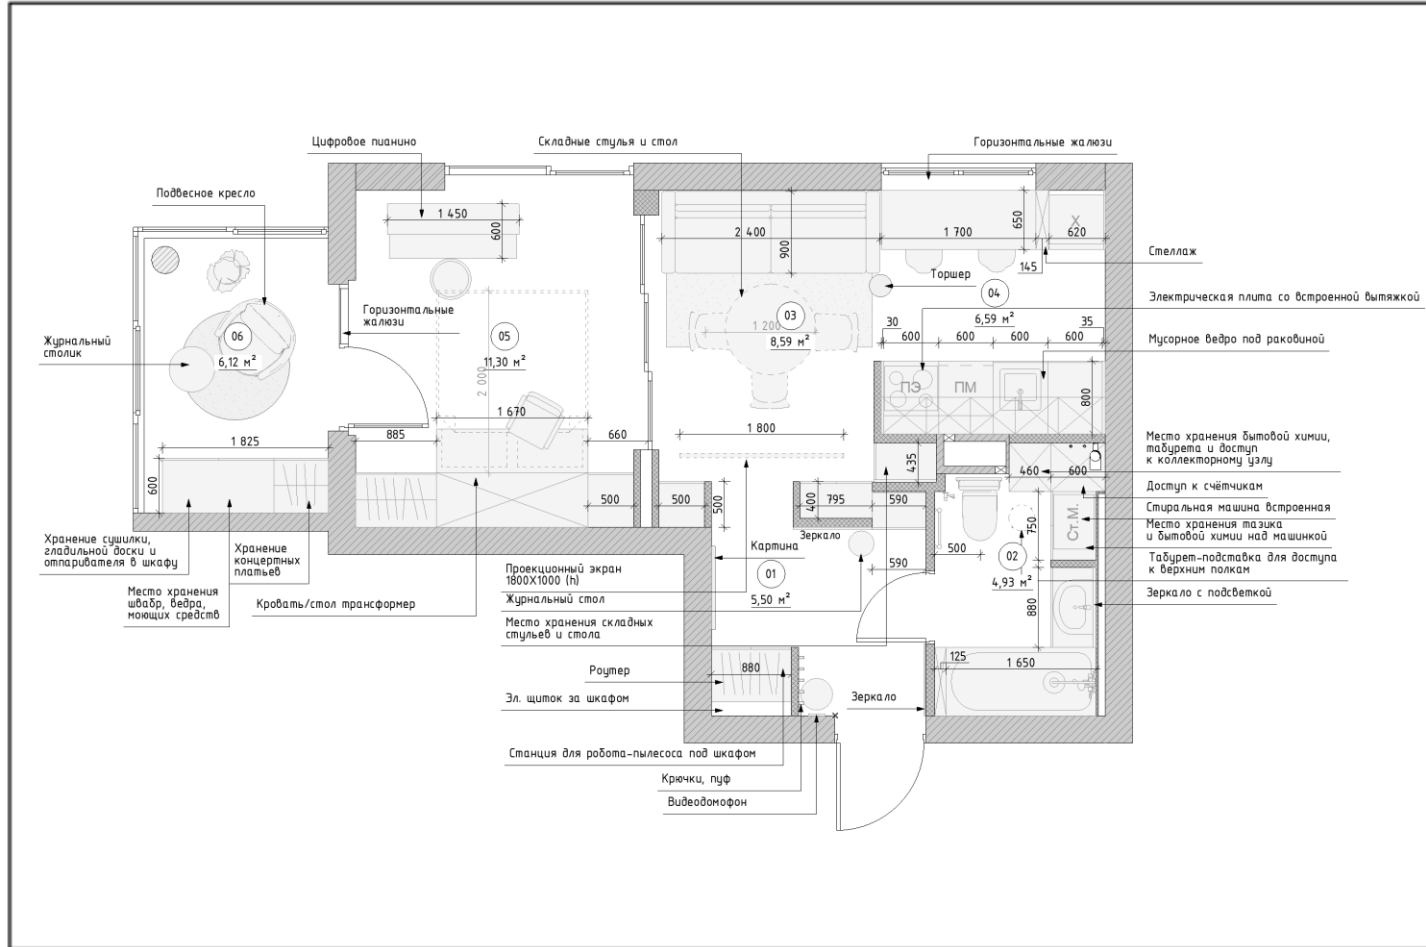 Цифровое пианино
Складные стулья и стол
Горизонтальные жалюзи
Подвесное кресло
1 450
600
2 400
900
1 700
650
Х
620
145
Стеллаж
Торшер
04
6,59 м²
Электрическая плита со встроенной вытяжкой
Горизонтальные
жалюзи
03
8,59 м²
1 200
30
600
600
600
600
35
Мусорное ведро под раковиной
Журнальный
столик
06
6,12 м²
05
11,30 м²
2 000
ПЭ
ПМ
800
1 670
1 825
885
660
1 800
600
500
500
500
435
400
795
590
460
600
Место хранения бытовой химии,
табурета и доступ
к коллекторному узлу
Доступ к счётчикам
Стиральная машина встроенная
Место хранения тазика
и бытовой химии над машинкой
Табурет-подставка для доступа
к верхним полкам
Зеркало с подсветкой
Ст.М.
750
500
02
4,93 м²
880
Хранение сушилки,
гладильной доски и
отпаривателя в шкафу
Хранение
концертных
платьев
Место хранения
швабр, ведра,
моющих средств
Кровать/стол трансформер
Зеркало
Картина
01
5,50 м²
590
Проекционный экран
1800X1000 (h)
Журнальный стол
Место хранения складных
стульев и стола
125
1 650
880
Роутер
Эл. щиток за шкафом
Зеркало
Станция для робота-пылесоса под шкафом
Крючки, пуф
Видеодомофон